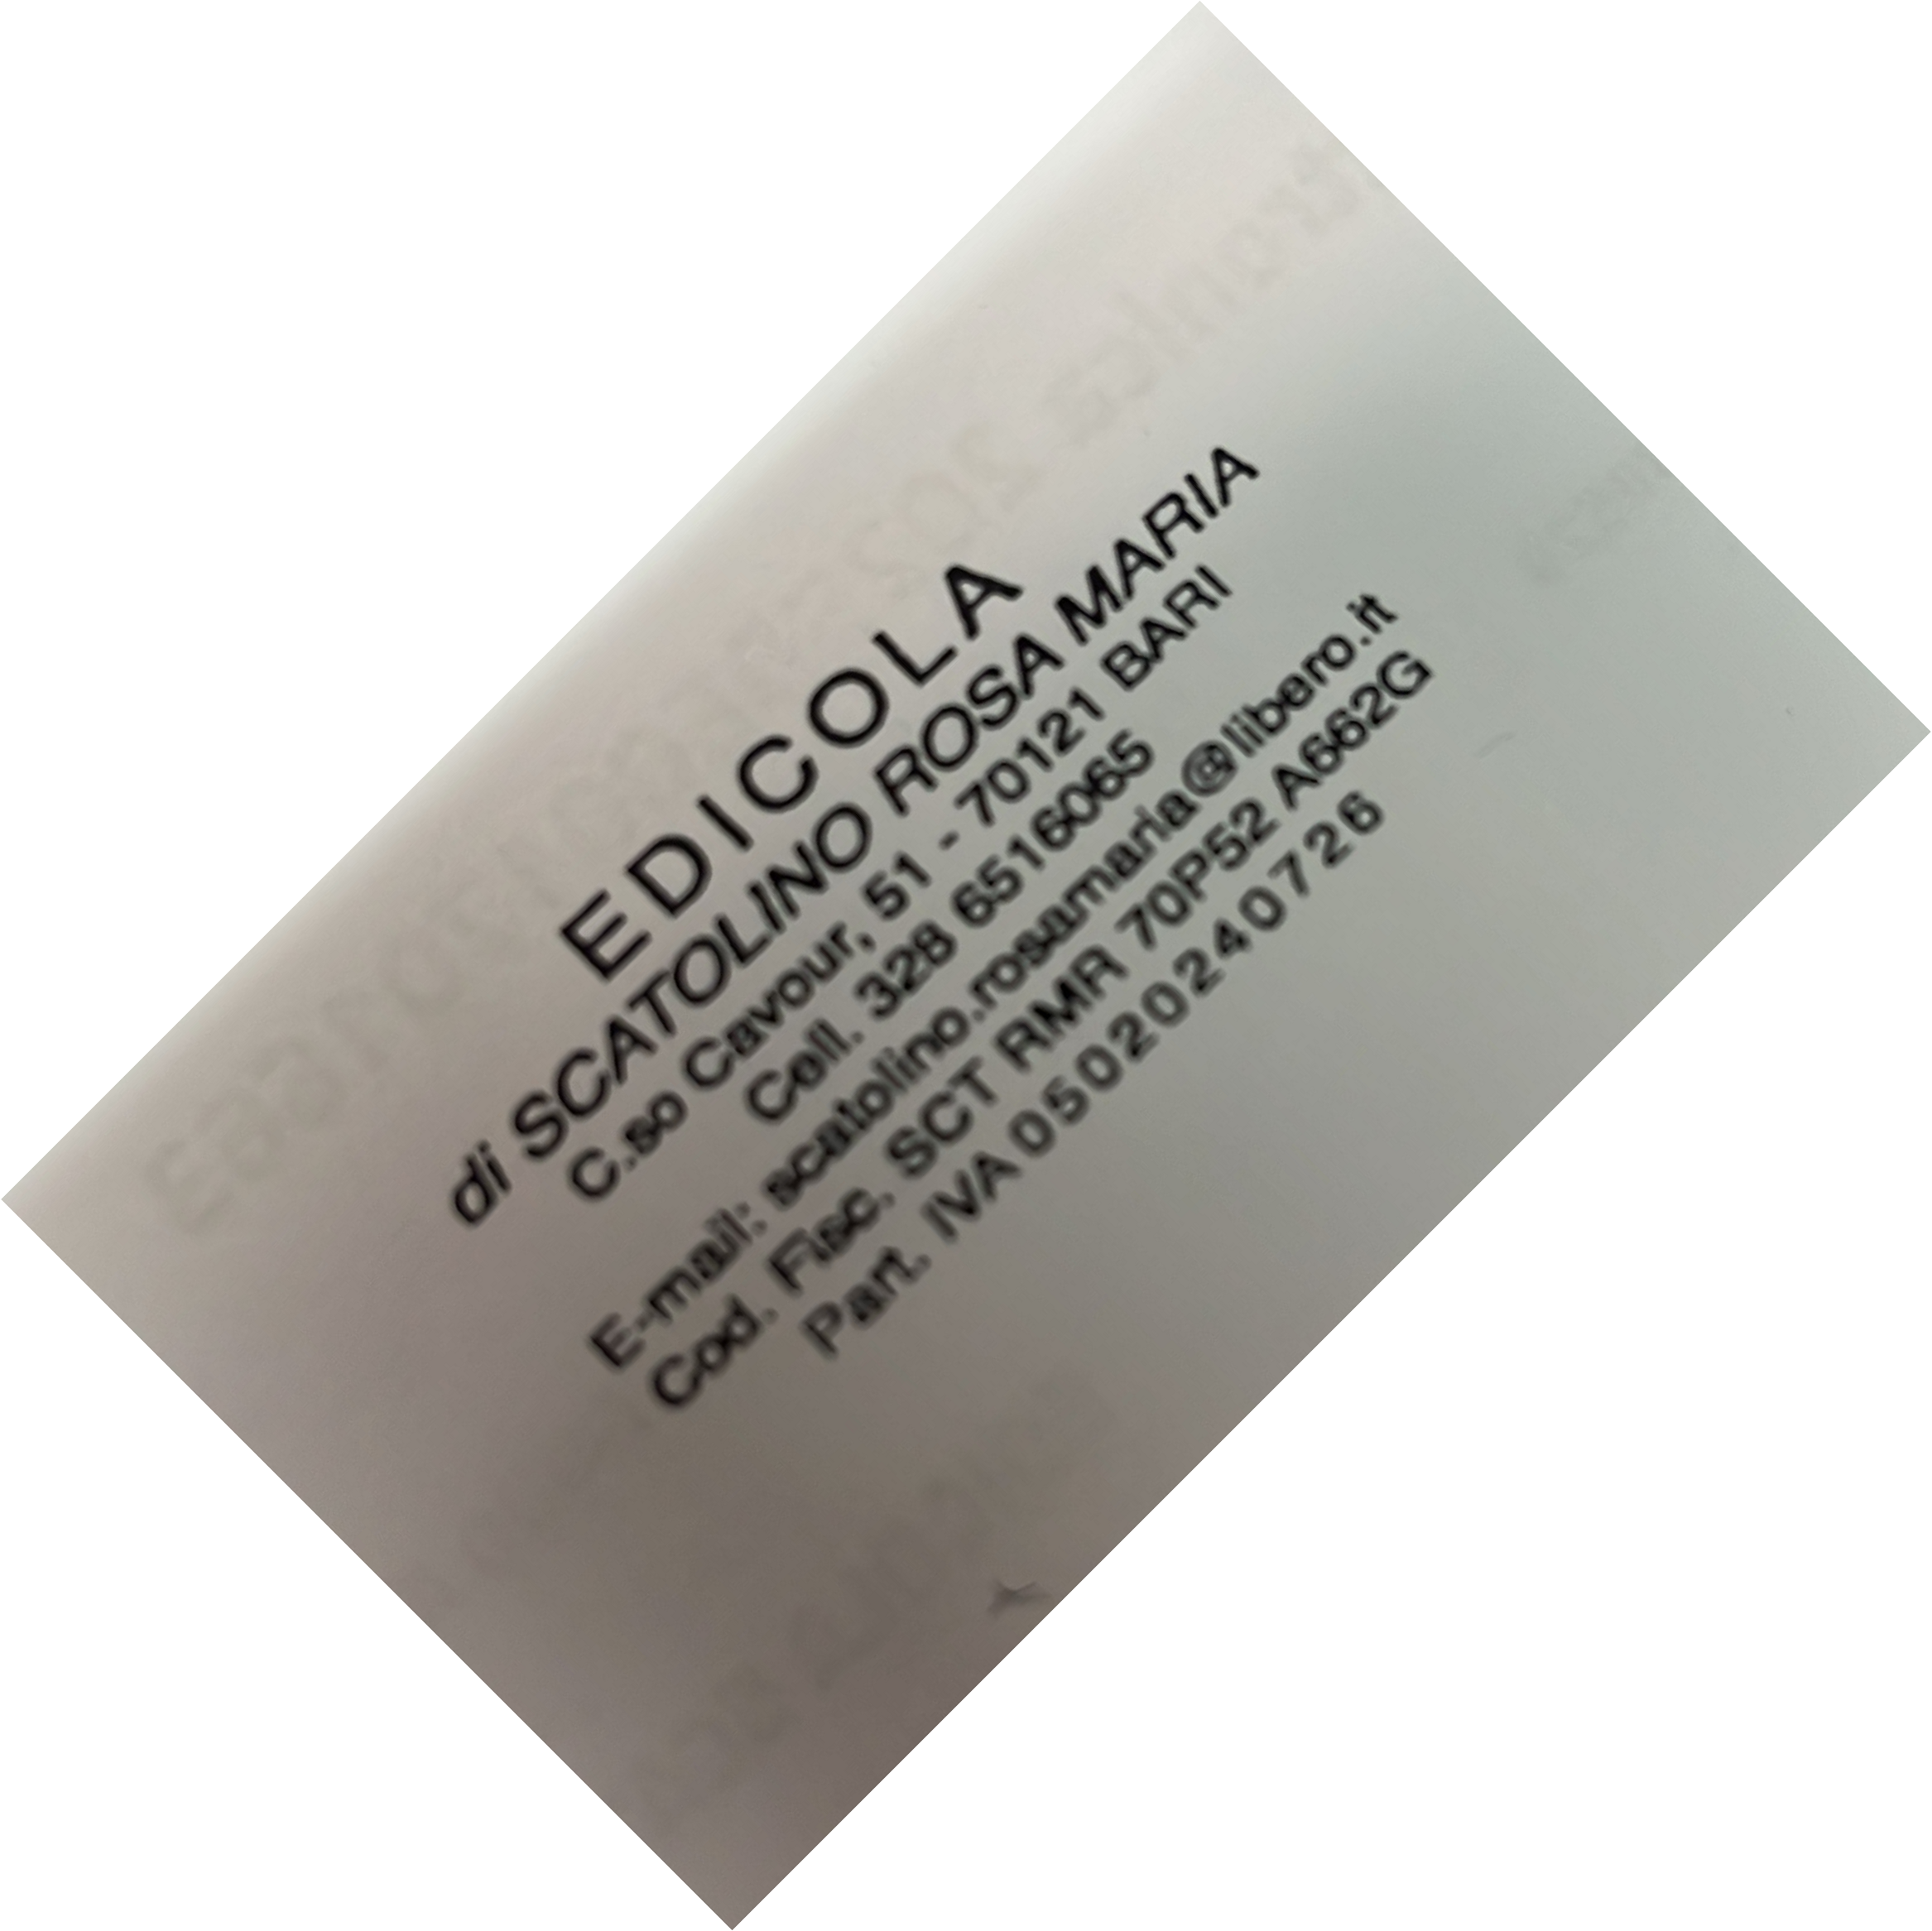 EDICOLA
di SCATOLINO ROSA MARIA
C.so Cavour, 51 - 70121 BARI
Cell. 328 6516065
E-mail: scatolino.rosamaria@libero.it
Cod. Fisc. SCT RMR 70P52 A662G
Part. IVA 05020240726